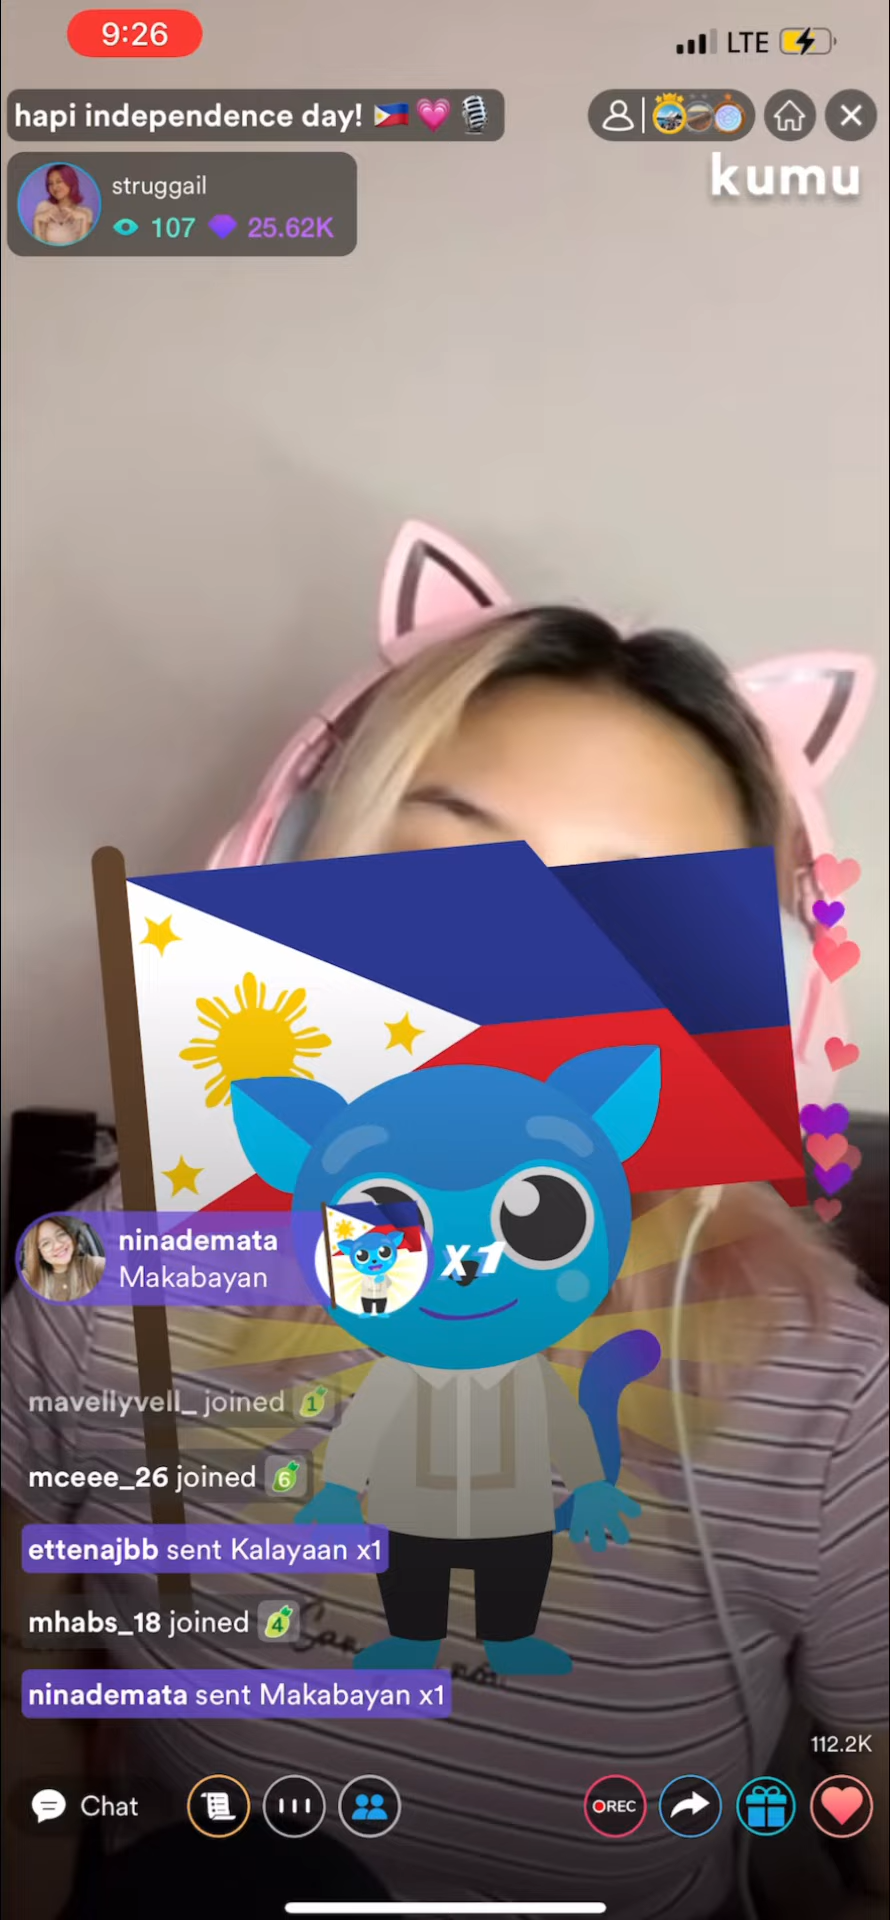 9:26
LTE
hapi independence day! 🇵🇭💗🎙️
struggail
107 25.62K
kumu
ninademata
Makabayan
x1
mavellyvell_ joined 1
mceee_26 joined 6
ettenajbb sent Kalayaan x1
mhabs_18 joined 4
ninademata sent Makabayan x1
112.2K
Chat
REC